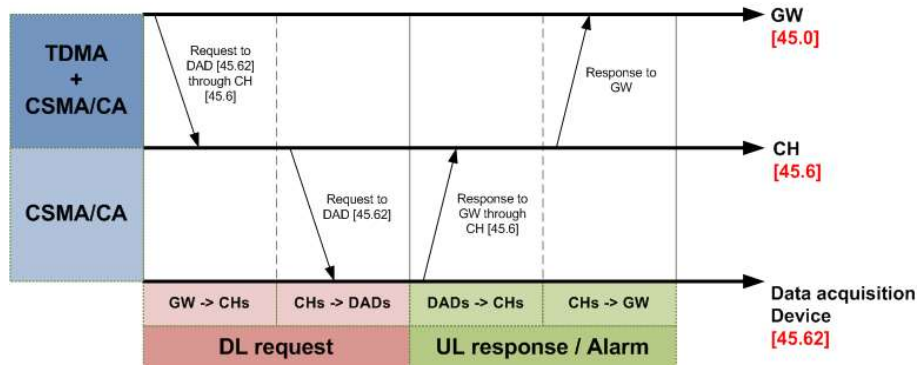 TDMA
+
CSMA/CA
CSMA/CA
Request to
DAD [45.62]
through CH
[45.6]
Request to
DAD [45.62]
Response to
GW through
CH [45.6]
Response to
GW
GW
[45.0]
CH
[45.6]
Data acquisition
Device
[45.62]
GW -> CHs
CHs -> DADs
DADs -> CHs
CHs -> GW
DL request
UL response / Alarm